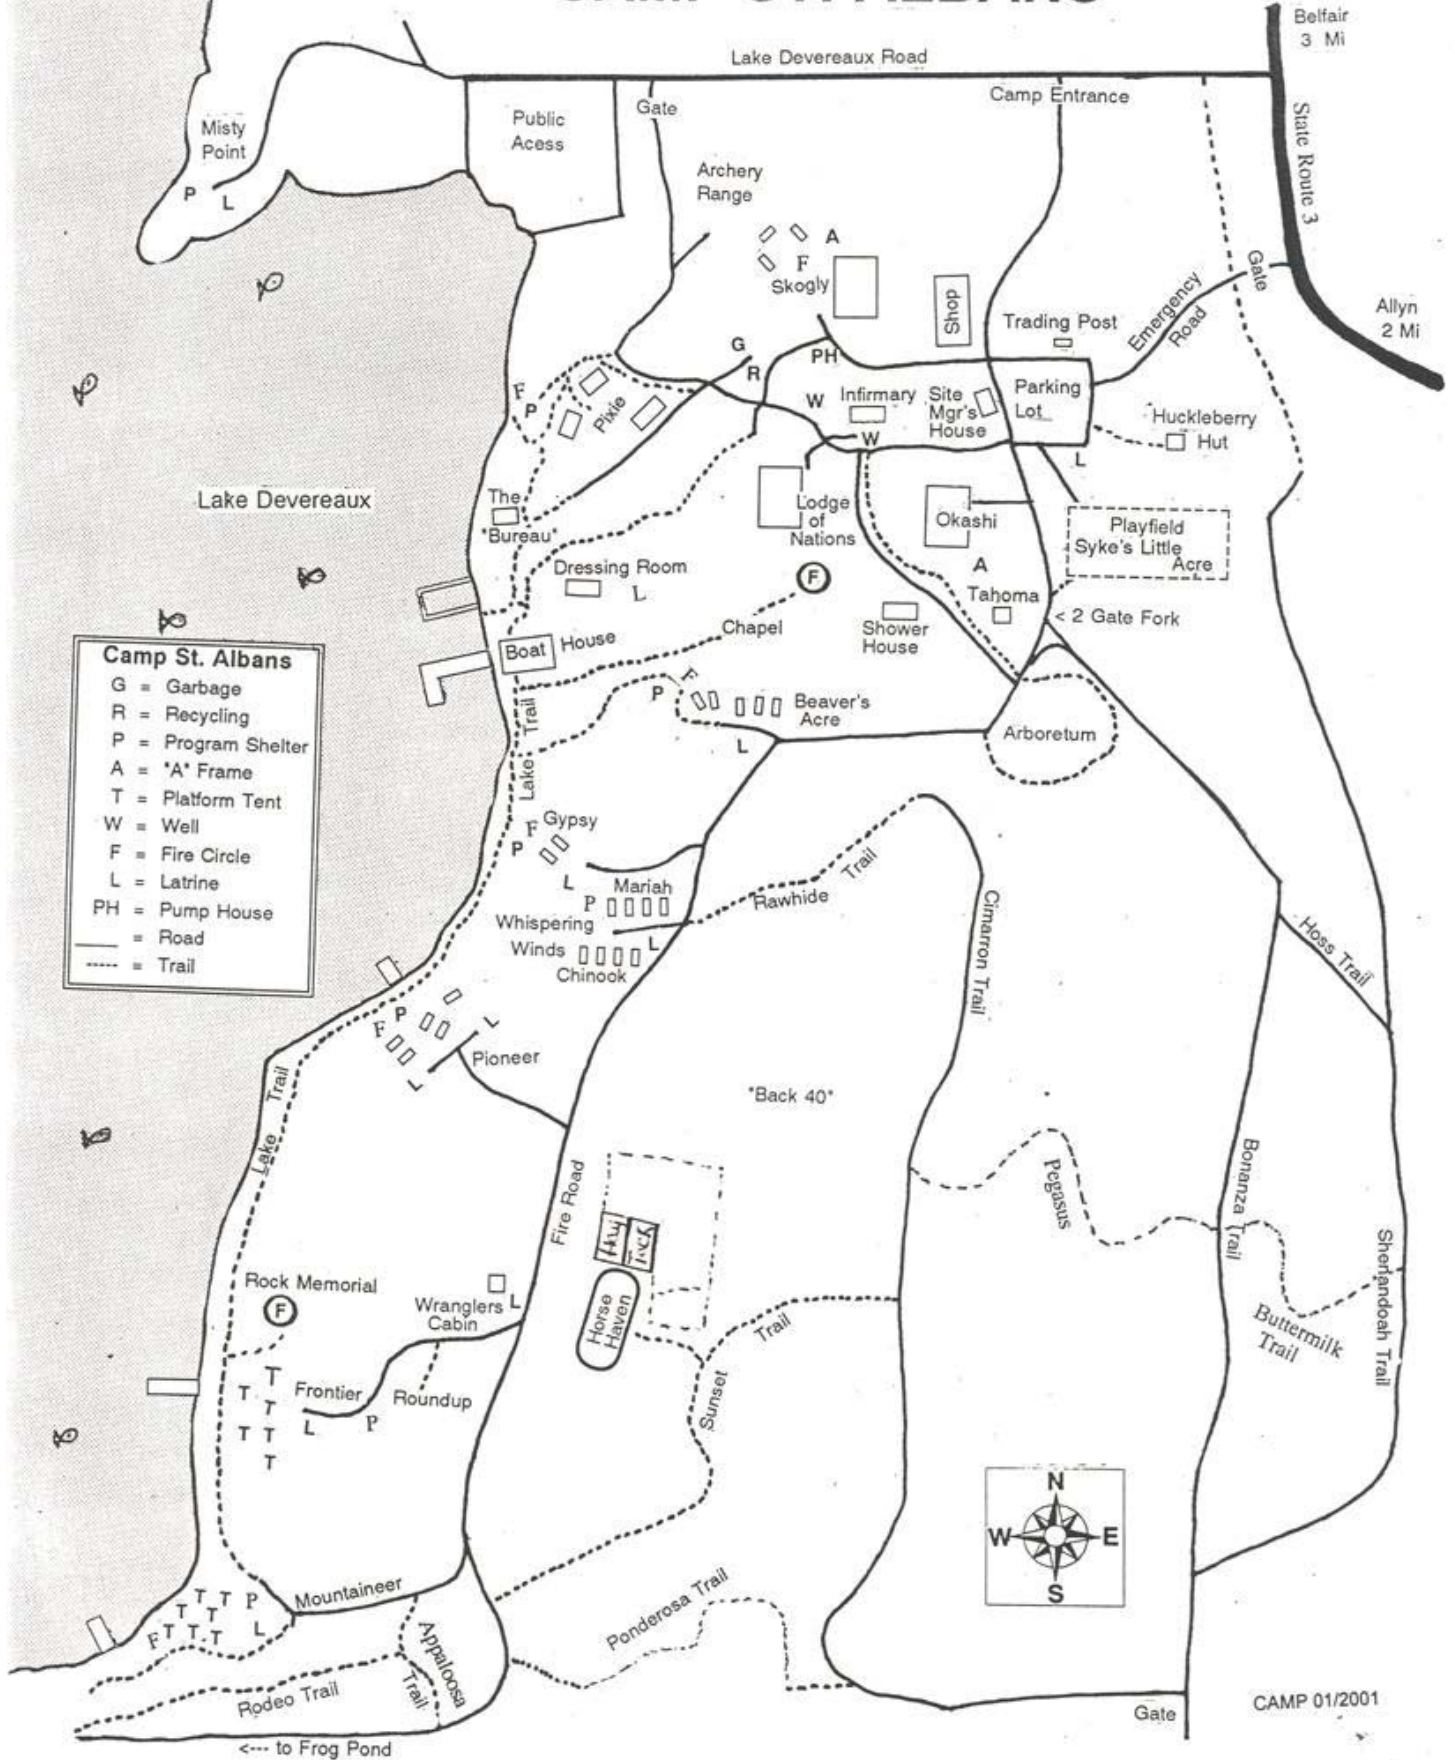 Belfair
3 Mi
Lake Devereaux Road
Gate
Camp Entrance
Public
Acess
Misty
Point
P
L
State Route 3
Archery
Range
A
F
Skogly
Shop
Gate
Emergency
Road
Allyn
2 Mi
Trading Post
G
R
PH
W
Infirmary
Site
Mgr's
House
Parking
Lot
Huckleberry
Hut
F
P
Pixie
W
L
Lake Devereaux
The
"Bureau"
Lodge
of
Nations
Okashi
Playfield
Syke's Little
Acre
Dressing Room
L
F
A
Tahoma
< 2 Gate Fork
Chapel
Shower
House
Boat House
Camp St. Albans
G = Garbage
R = Recycling
P = Program Shelter
A = "A" Frame
T = Platform Tent
W = Well
F = Fire Circle
L = Latrine
PH = Pump House
= Road
= Trail
P
F
Beaver's
Acre
L
Arboretum
Lake Trail
F
Gypsy
P
L
Mariah
P
Whispering
Winds
L
Chinook
Rawhide Trail
Cimarron Trail
Hoss Trail
F
P
L
L
Pioneer
"Back 40"
Lake Trail
Fire Road
Pegasus
Bonanza Trail
Shenandoah Trail
Buttermilk
Trail
Hay
Tack
Horse
Haven
Rock Memorial
F
Wranglers
Cabin
L
Sunset Trail
T
T
T
T
T
T
Frontier
L
P
Roundup
N
W E
S
Mountaineer
T T T P
T T
T T T L
F
Appaloosa
Trail
Rodeo Trail
Ponderosa Trail
Gate
CAMP 01/2001
<--- to Frog Pond